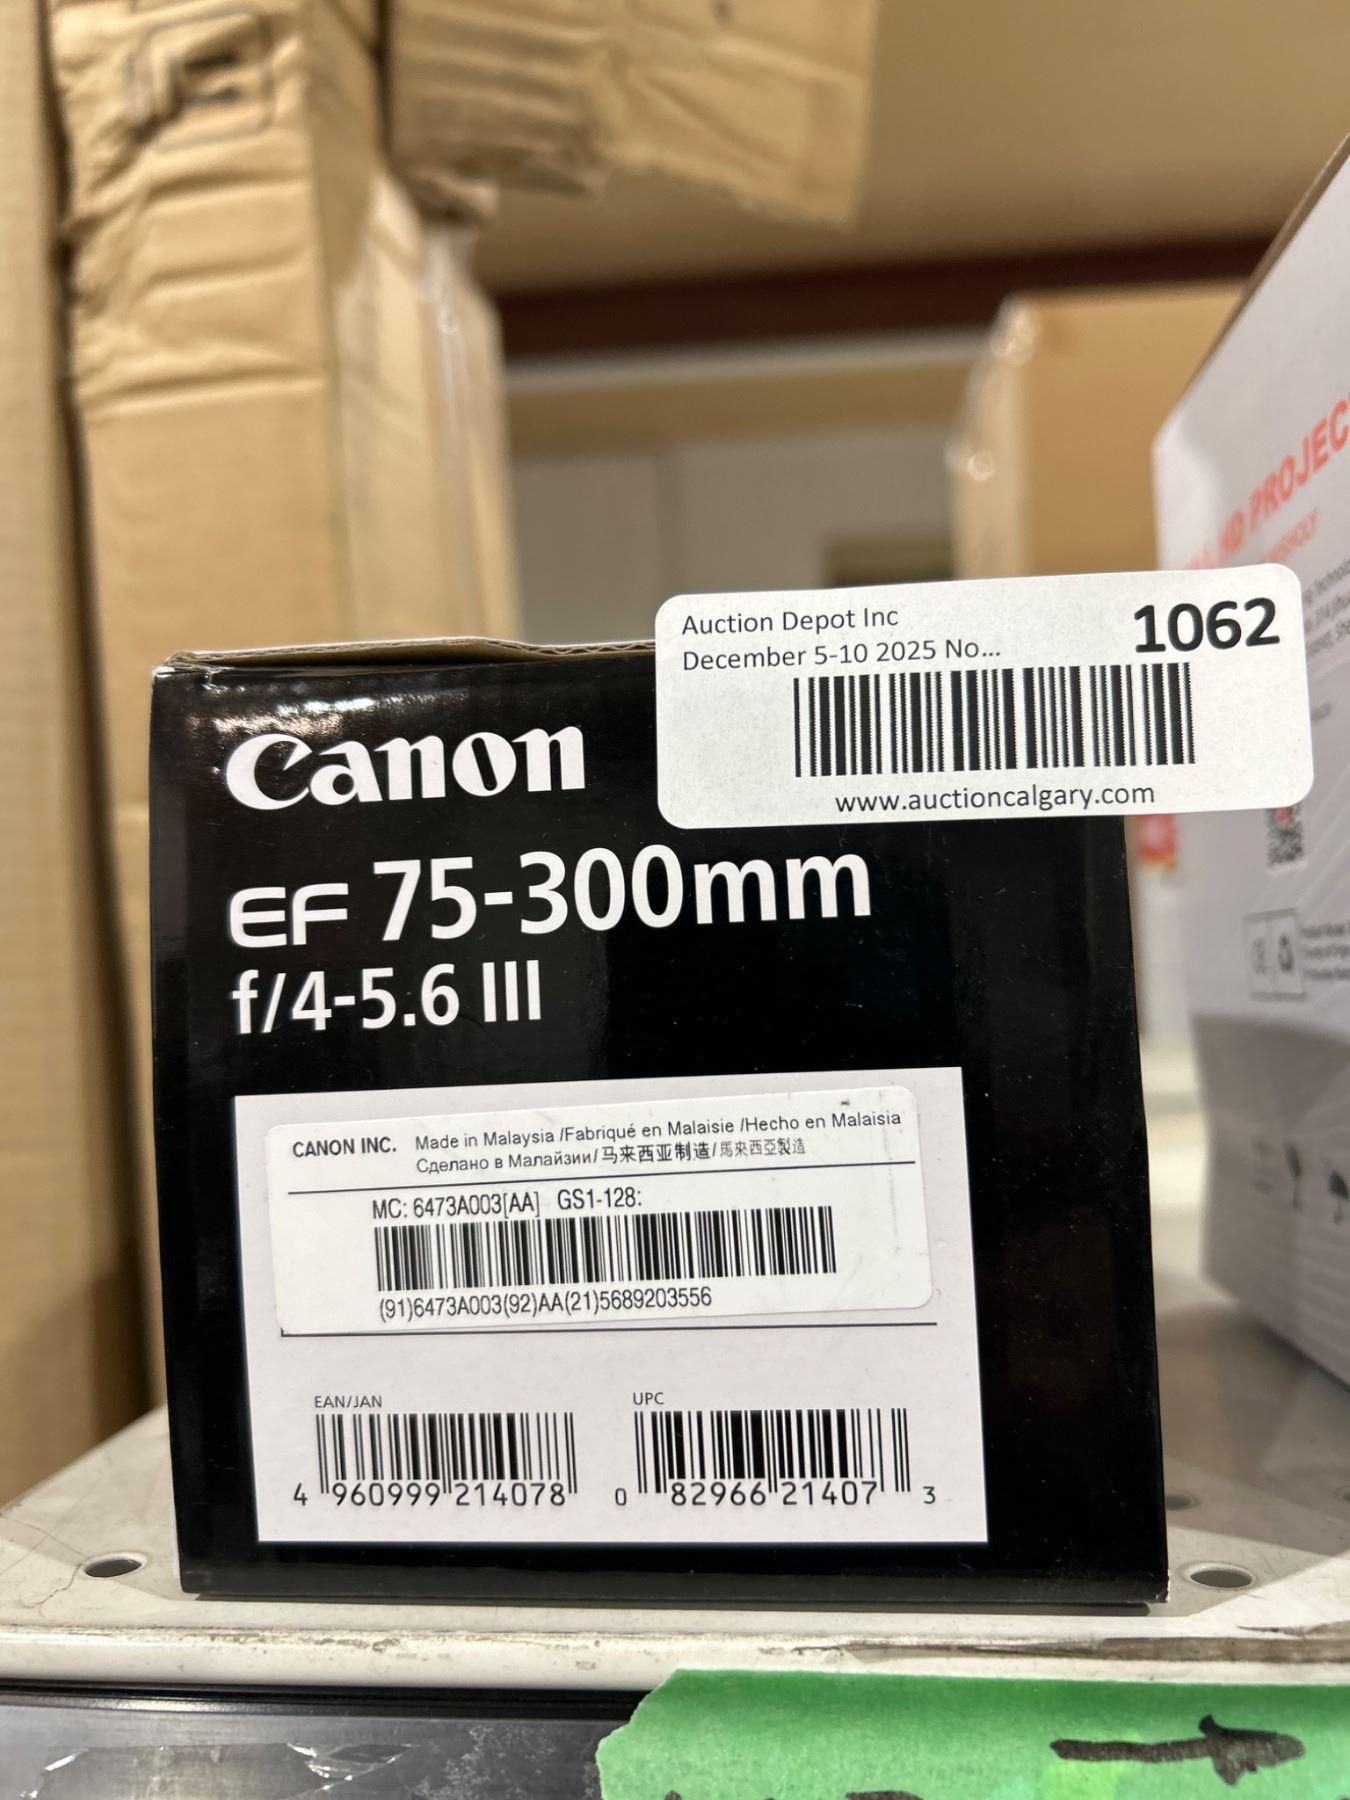 Auction Depot Inc
1062
December 5-10 2025 No...
www.auctioncalgary.com
Canon
EF 75-300mm
f/4-5.6 III
CANON INC. Made in Malaysia /Fabriqué en Malaisie /Hecho en Malaisia
Сделано в Малайзии/马来西亚制造/馬來西亞製造
MC: 6473A003[AA] GS1-128:
(91)6473A003(92)AA(21)5689203556
EAN/JAN
UPC
4 960999 214078
0 82966 21407 3
HD PROJEC